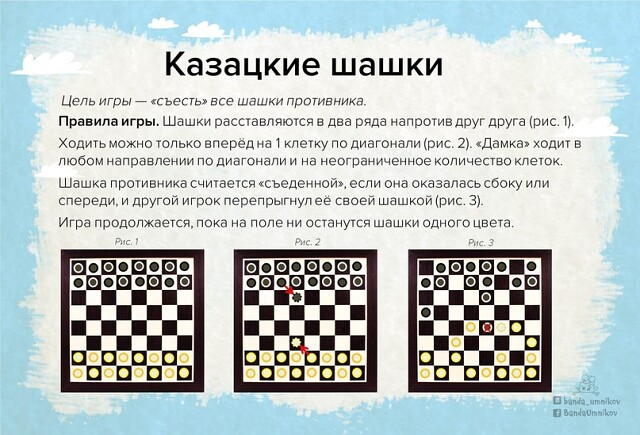 Казацкие шашки
Цель игры — «съесть» все шашки противника.
Правила игры. Шашки расставляются в два ряда напротив друг друга (рис. 1).
Ходить можно только вперёд на 1 клетку по диагонали (рис. 2). «Дамка» ходит в
любом направлении по диагонали и на неограниченное количество клеток.
Шашка противника считается «съеденной», если она оказалась сбоку или
спереди, и другой игрок перепрыгнул её своей шашкой (рис. 3).
Игра продолжается, пока на поле ни останутся шашки одного цвета.
Рис. 1
Рис. 2
Рис. 3
banda_umnikov
BandaUmnikov